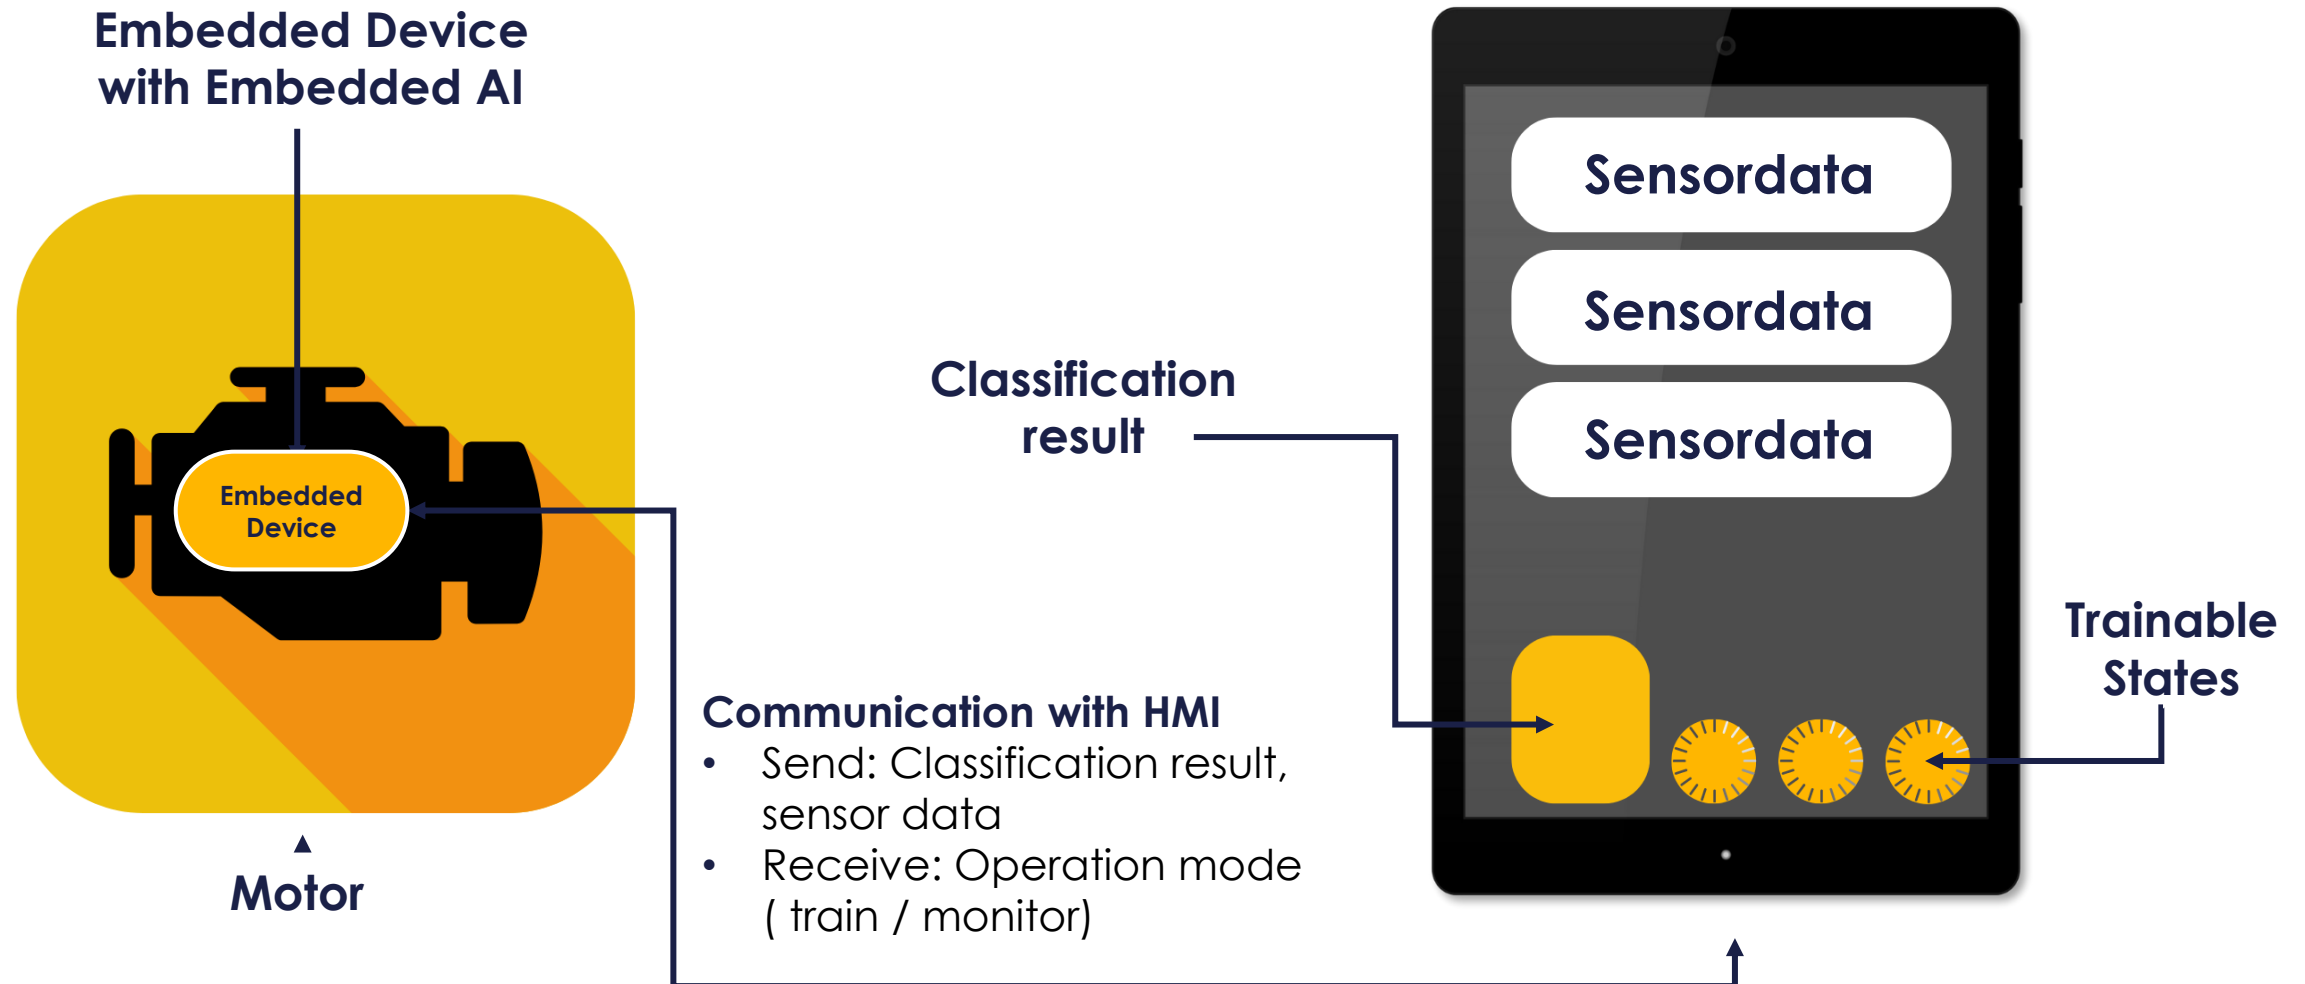 Embedded Device
with Embedded AI
Embedded
Device
Motor
Communication with HMI
• Send: Classification result,
sensor data
• Receive: Operation mode
( train / monitor)
Classification
result
Sensordata
Sensordata
Sensordata
Trainable
States